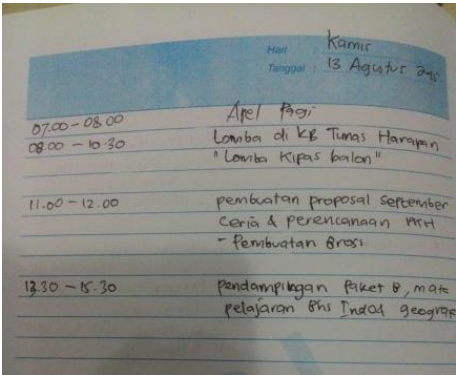 Hari : Kamis
Tanggal : 13 Agustus
07.00 - 08.00 Apel Pagi
08.00 - 10.30 Lomba di KB Tunas Harapan
"Lomba Kipas balon"
11.00 - 12.00 pembuatan proposal September
Ceria & perencanaan
- Pembuatan Bross
13.30 - 15.30 pendampingan Paket B, mata
pelajaran Bhs Indo & geograf